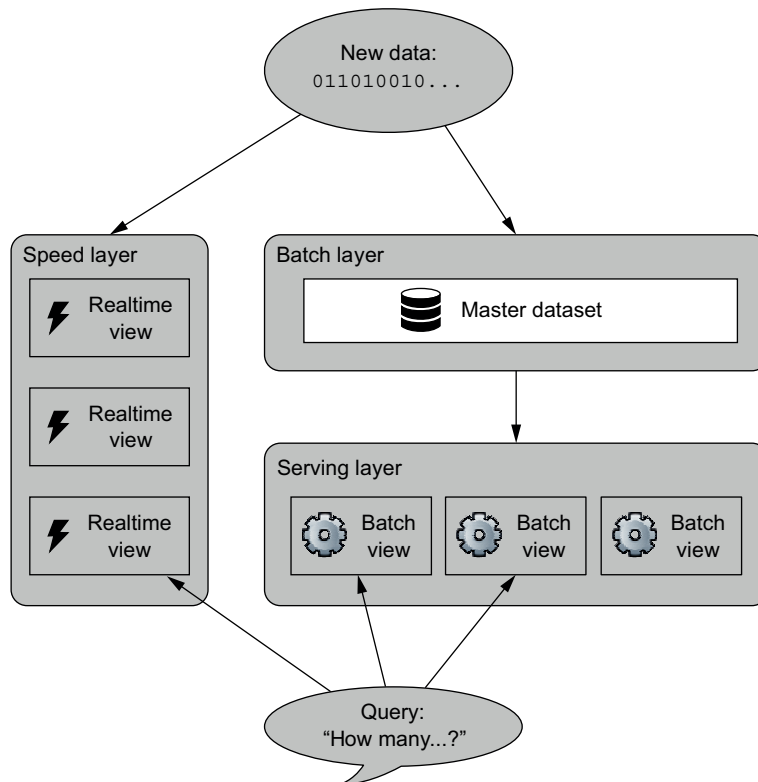 New data:
011010010...
Speed layer
Realtime
view
Realtime
view
Realtime
view
Batch layer
Master dataset
Serving layer
Batch
view
Batch
view
Batch
view
Query:
“How many...?”